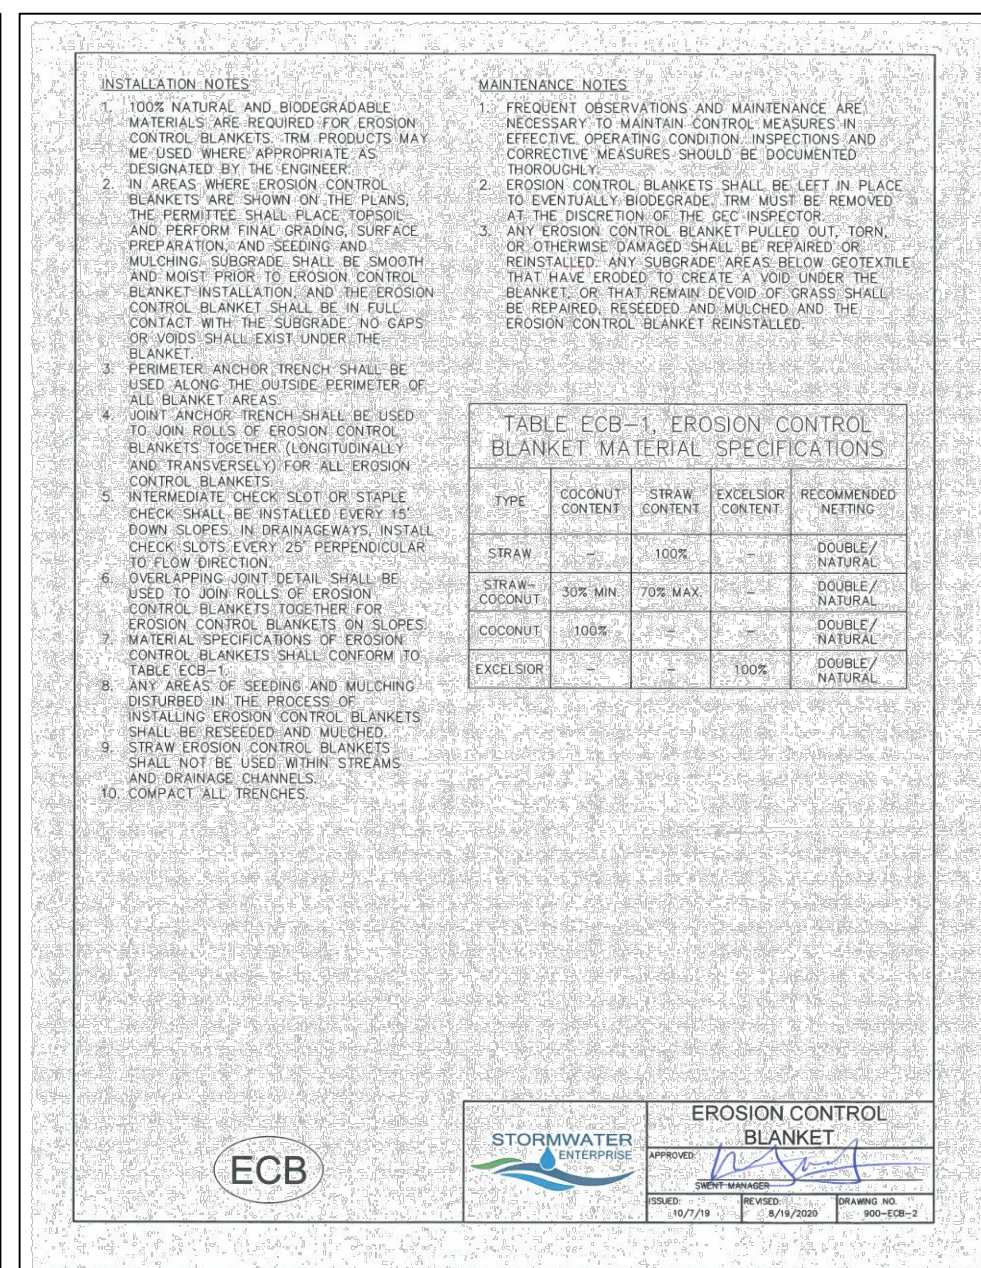 INSTALLATION NOTES
1. 100% NATURAL AND BIODEGRADABLE
MATERIALS ARE REQUIRED FOR EROSION
CONTROL BLANKETS. TRM PRODUCTS MAY
ME USED WHERE APPROPRIATE AS
DESIGNATED BY THE ENGINEER.
2. IN AREAS WHERE EROSION CONTROL
BLANKETS ARE SHOWN ON THE PLANS,
THE PERMITTEE SHALL PLACE TOPSOIL
AND PERFORM FINAL GRADING, SURFACE
PREPARATION, AND SEEDING AND
MULCHING. SUBGRADE SHALL BE SMOOTH
AND MOIST PRIOR TO EROSION CONTROL
BLANKET INSTALLATION, AND THE EROSION
CONTROL BLANKET SHALL BE IN FULL
CONTACT WITH THE SUBGRADE. NO GAPS
OR VOIDS SHALL EXIST UNDER THE
BLANKET.
3. PERIMETER ANCHOR TRENCH SHALL BE
USED ALONG THE OUTSIDE PERIMETER OF
ALL BLANKET AREAS.
4. JOINT ANCHOR TRENCH SHALL BE USED
TO JOIN ROLLS OF EROSION CONTROL
BLANKETS TOGETHER (LONGITUDINALLY
AND TRANSVERSELY) FOR ALL EROSION
CONTROL BLANKETS.
5. INTERMEDIATE CHECK SLOT OR STAPLE
CHECK SHALL BE INSTALLED EVERY 15'
DOWN SLOPES. IN DRAINAGEWAYS, INSTALL
CHECK SLOTS EVERY 25' PERPENDICULAR
TO FLOW DIRECTION.
6. OVERLAPPING JOINT DETAIL SHALL BE
USED TO JOIN ROLLS OF EROSION
CONTROL BLANKETS TOGETHER FOR
EROSION CONTROL BLANKETS ON SLOPES.
7. MATERIAL SPECIFICATIONS OF EROSION
CONTROL BLANKETS SHALL CONFORM TO
TABLE ECB-1.
8. ANY AREAS OF SEEDING AND MULCHING
DISTURBED IN THE PROCESS OF
INSTALLING EROSION CONTROL BLANKETS
SHALL BE RESEEDED AND MULCHED.
9. STRAW EROSION CONTROL BLANKETS
SHALL NOT BE USED WITHIN STREAMS
AND DRAINAGE CHANNELS.
10. COMPACT ALL TRENCHES.
MAINTENANCE NOTES
1. FREQUENT OBSERVATIONS AND MAINTENANCE ARE
NECESSARY TO MAINTAIN CONTROL MEASURES IN
EFFECTIVE OPERATING CONDITION. INSPECTIONS AND
CORRECTIVE MEASURES SHOULD BE DOCUMENTED
THOROUGHLY.
2. EROSION CONTROL BLANKETS SHALL BE LEFT IN PLACE
TO EVENTUALLY BIODEGRADE. TRM MUST BE REMOVED
AT THE DISCRETION OF THE GEC INSPECTOR.
3. ANY EROSION CONTROL BLANKET PULLED OUT, TORN,
OR OTHERWISE DAMAGED SHALL BE REPAIRED OR
REINSTALLED. ANY SUBGRADE AREAS BELOW GEOTEXTILE
THAT HAVE ERODED TO CREATE A VOID UNDER THE
BLANKET, OR THAT REMAIN DEVOID OF GRASS SHALL
BE REPAIRED, RESEEDED AND MULCHED AND THE
EROSION CONTROL BLANKET REINSTALLED.
TABLE ECB-1, EROSION CONTROL
BLANKET MATERIAL SPECIFICATIONS
TYPE COCONUT CONTENT STRAW CONTENT EXCELSIOR CONTENT RECOMMENDED NETTING
STRAW - 100% - DOUBLE/ NATURAL
STRAW-COCONUT 30% MIN. 70% MAX. - DOUBLE/ NATURAL
COCONUT 100% - - DOUBLE/ NATURAL
EXCELSIOR - - 100% DOUBLE/ NATURAL
ECB
STORMWATER
ENTERPRISE
EROSION CONTROL
BLANKET
APPROVED:
SWENT MANAGER
ISSUED: 10/7/19
REVISED: 8/19/2020
DRAWING NO. 900-ECB-2